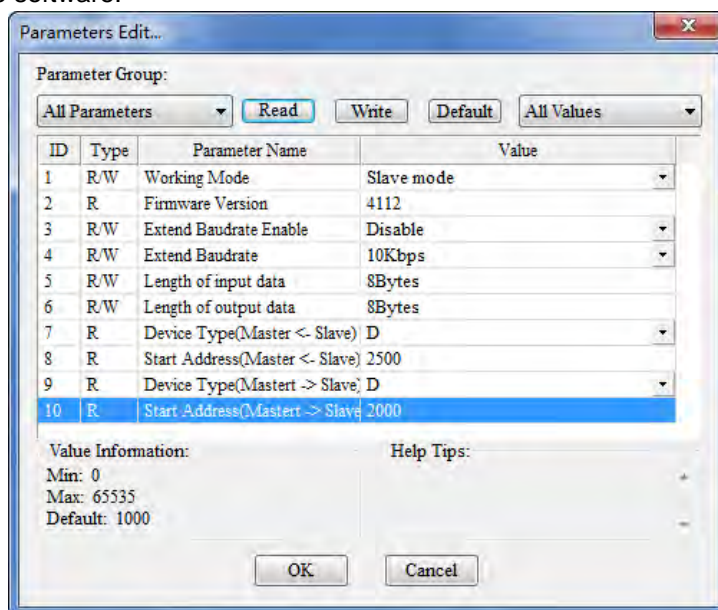 software.
Parameters Edit...
Parameter Group:
All Parameters Read Write Default All Values
ID Type Parameter Name Value
1 R/W Working Mode Slave mode
2 R Firmware Version 4112
3 R/W Extend Baudrate Enable Disable
4 R/W Extend Baudrate 10Kbps
5 R/W Length of input data 8Bytes
6 R/W Length of output data 8Bytes
7 R Device Type(Master <- Slave) D
8 R Start Address(Master <- Slave) 2500
9 R Device Type(Mastert -> Slave) D
10 R Start Address(Mastert -> Slave 2000
Value Information: Help Tips:
Min: 0
Max: 65535
Default: 1000
OK Cancel